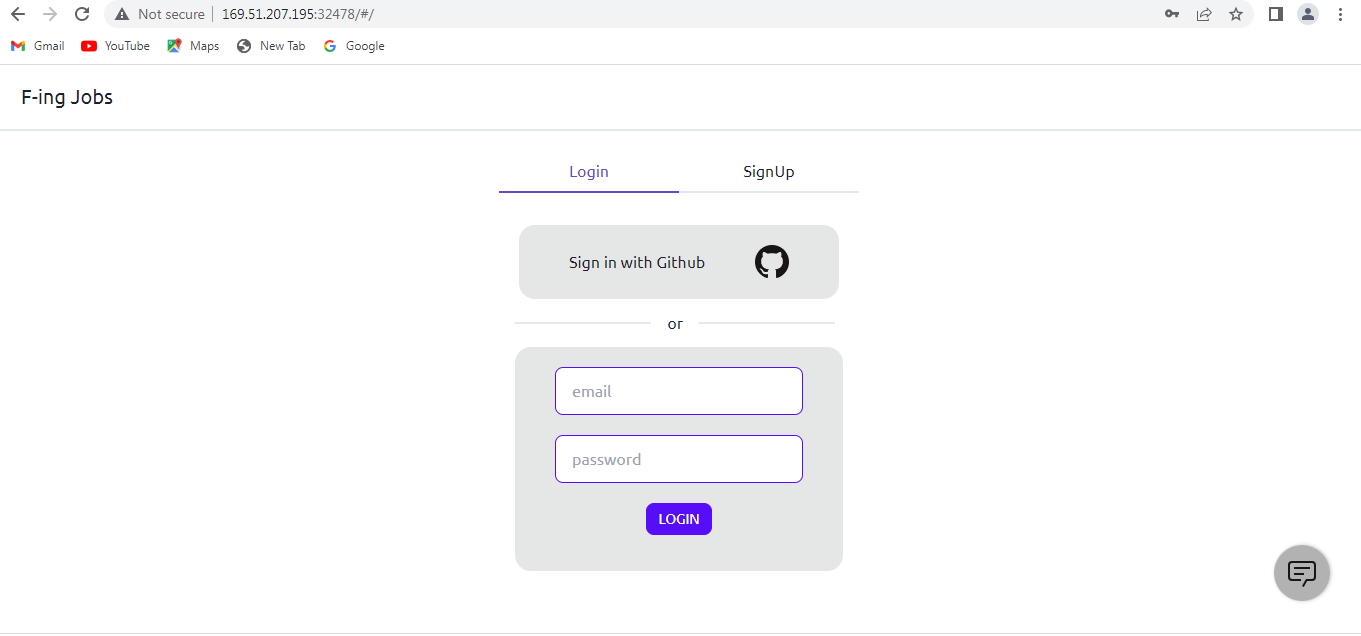 Not secure 169.51.207.195:32478/#/
Gmail YouTube Maps New Tab Google
F-ing Jobs
Login SignUp
Sign in with Github
or
email
password
LOGIN